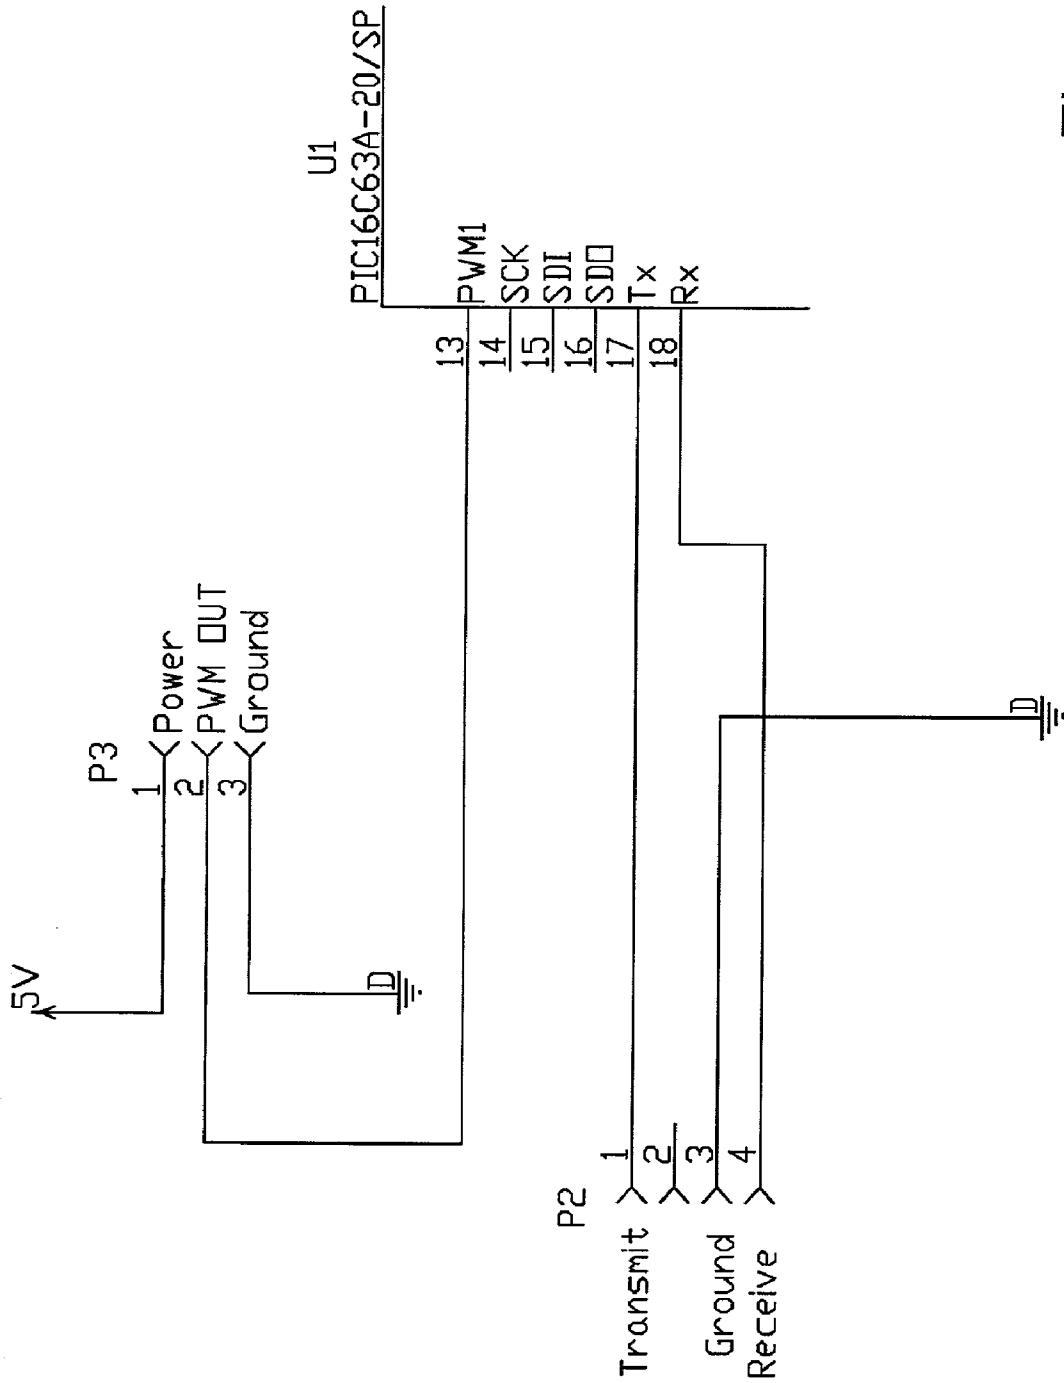 5V
P3
1
Power
2
PWM OUT
3
Ground
D
U1
PIC16C63A-20/SP
13
PWM1
14
SCK
15
SDI
16
SDO
17
Tx
18
Rx
P2
Transmit
1
2
Ground
3
Receive
4
D